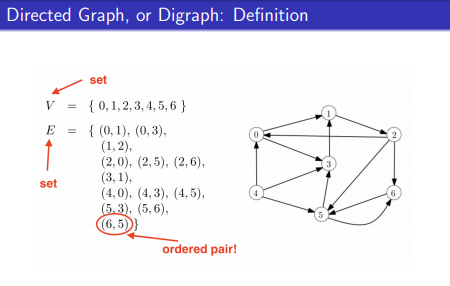 Directed Graph, or Digraph: Definition
set
V = { 0, 1, 2, 3, 4, 5, 6 }
E = { (0, 1), (0, 3),
(1, 2),
(2, 0), (2, 5), (2, 6),
(3, 1),
(4, 0), (4, 3), (4, 5),
(5, 3), (5, 6),
(6, 5) }
set
ordered pair!
1
0
2
3
4
6
5